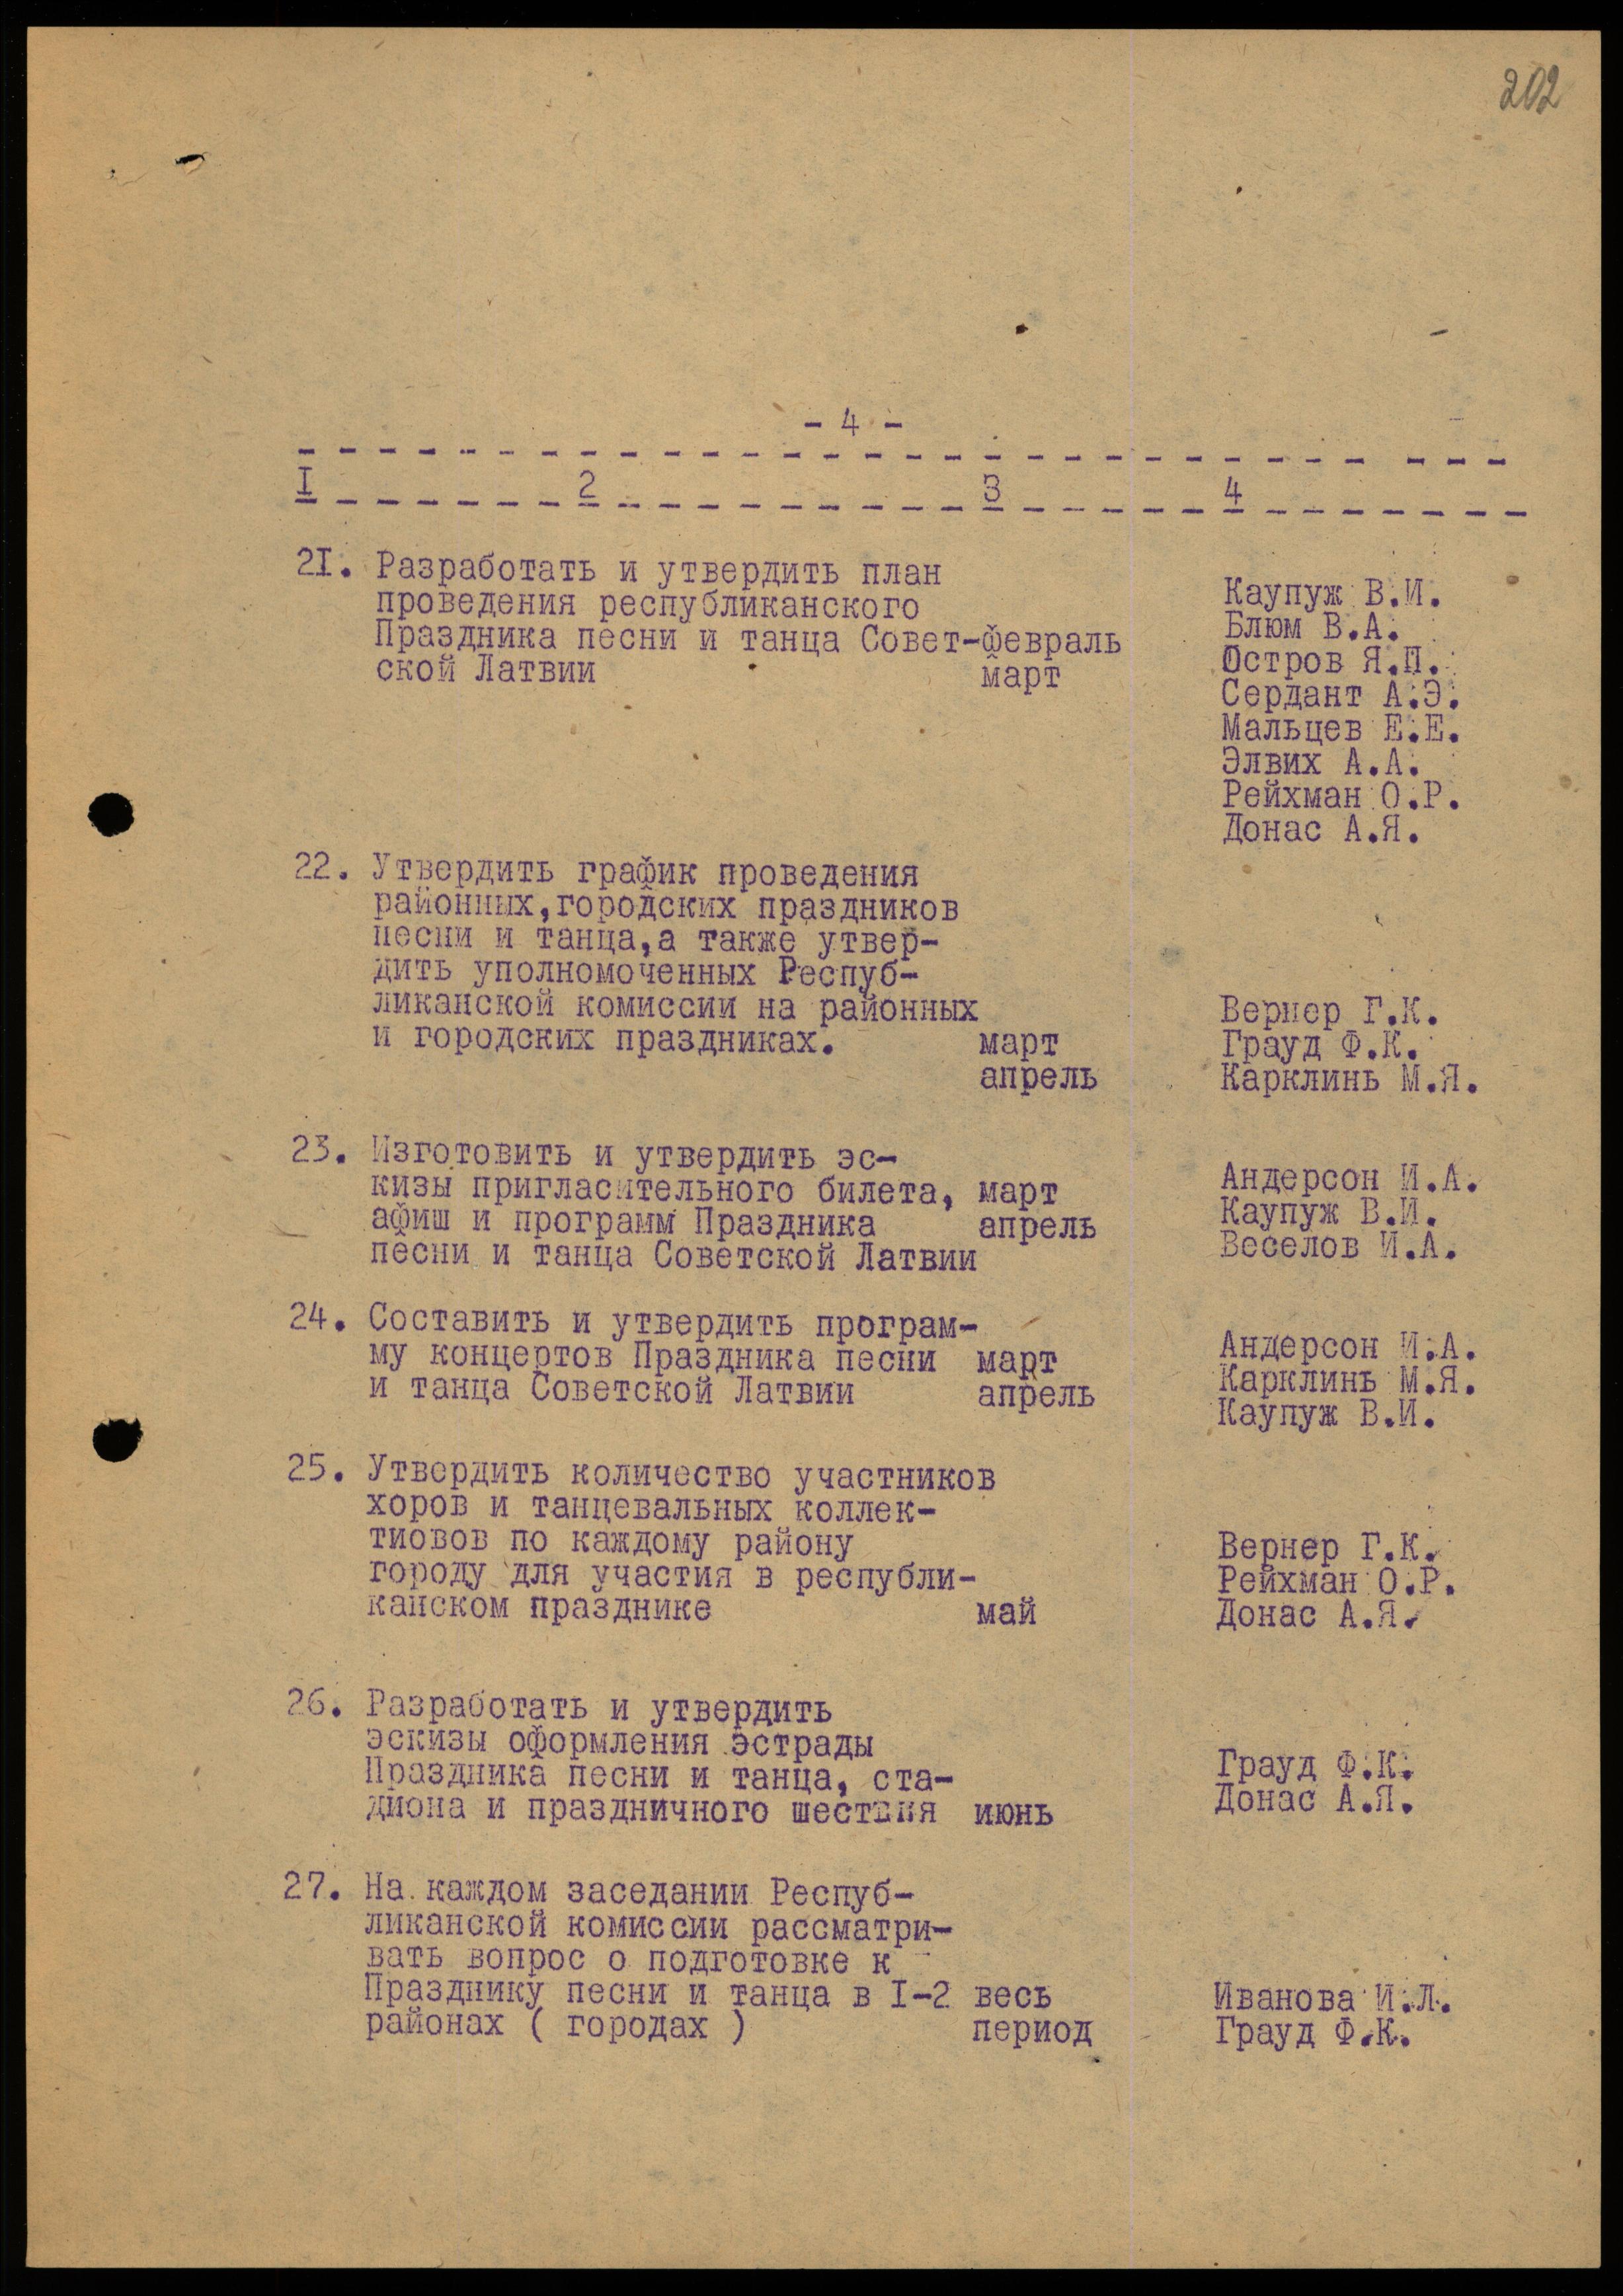 202
- 4 -
I 2 3 4
21. Разработать и утвердить план
проведения республиканского Каупуж В.И.
Праздника песни и танца Совет-февраль Блюм В.А.
ской Латвии март Остров Я.П.
Сердант А.Э.
Мальцев Е.Е.
Элвих А.А.
Рейхман О.Р.
Донас А.Я.
22. Утвердить график проведения
районных,городских праздников
песни и танца,а также утвер-
дить уполномоченных Респуб-
ликанской комиссии на районных Вернер Г.К.
и городских праздниках. март Грауд Ф.К.
апрель Карклинь М.Я.
23. Изготовить и утвердить эс-
кизы пригласительного билета, март Андерсон И.А.
афиш и программ Праздника апрель Каупуж В.И.
песни и танца Советской Латвии Веселов И.А.
24. Составить и утвердить програм-
му концертов Праздника песни март Андерсон И.А.
и танца Советской Латвии апрель Карклинь М.Я.
Каупуж В.И.
25. Утвердить количество участников
хоров и танцевальных коллек-
тиовов по каждому району Вернер Г.К.
городу для участия в республи- Рейхман О.Р.
канском празднике май Донас А.Я.
26. Разработать и утвердить
эскизы оформления эстрады
Праздника песни и танца, ста- Грауд Ф.К.
диона и праздничного шествия июнь Донас А.Я.
27. На каждом заседании Респуб-
ликанской комиссии рассматри-
вать вопрос о подготовке к
Празднику песни и танца в I-2 весь Иванова И.Л.
районах ( городах ) период Грауд Ф.К.